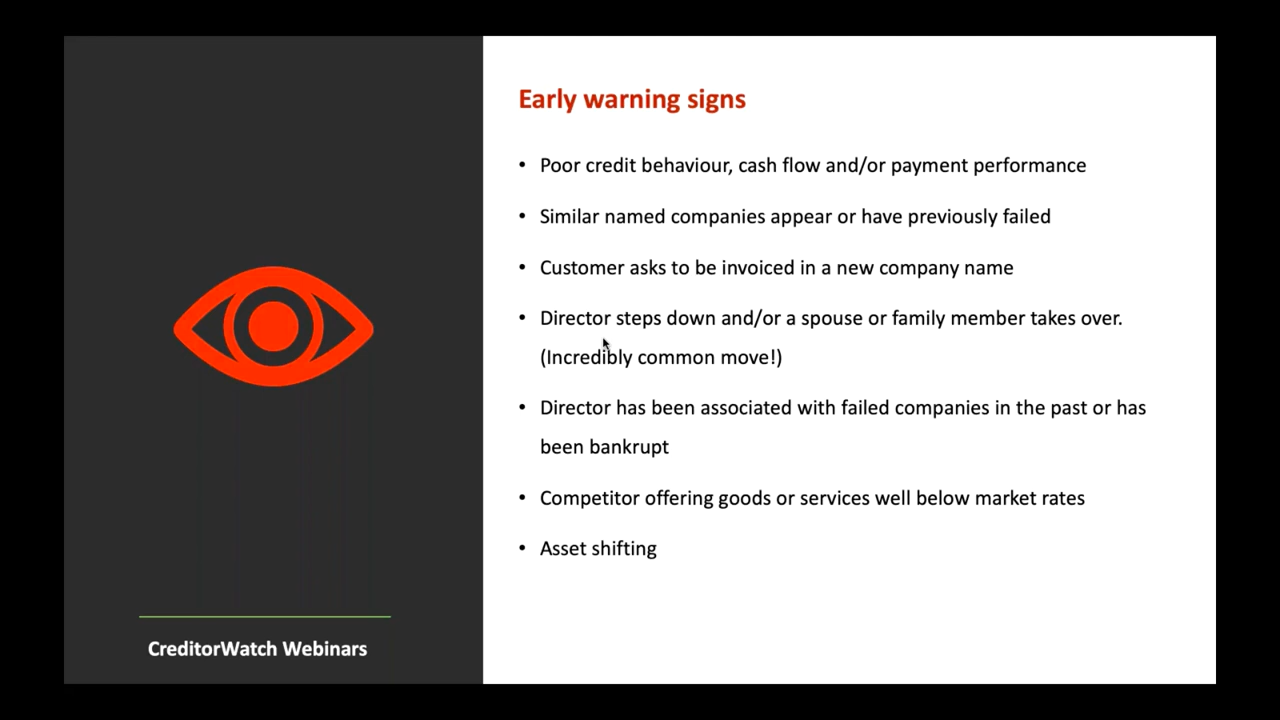 Early warning signs
• Poor credit behaviour, cash flow and/or payment performance
• Similar named companies appear or have previously failed
• Customer asks to be invoiced in a new company name
• Director steps down and/or a spouse or family member takes over.
(Incredibly common move!)
• Director has been associated with failed companies in the past or has
been bankrupt
• Competitor offering goods or services well below market rates
• Asset shifting
CreditorWatch Webinars